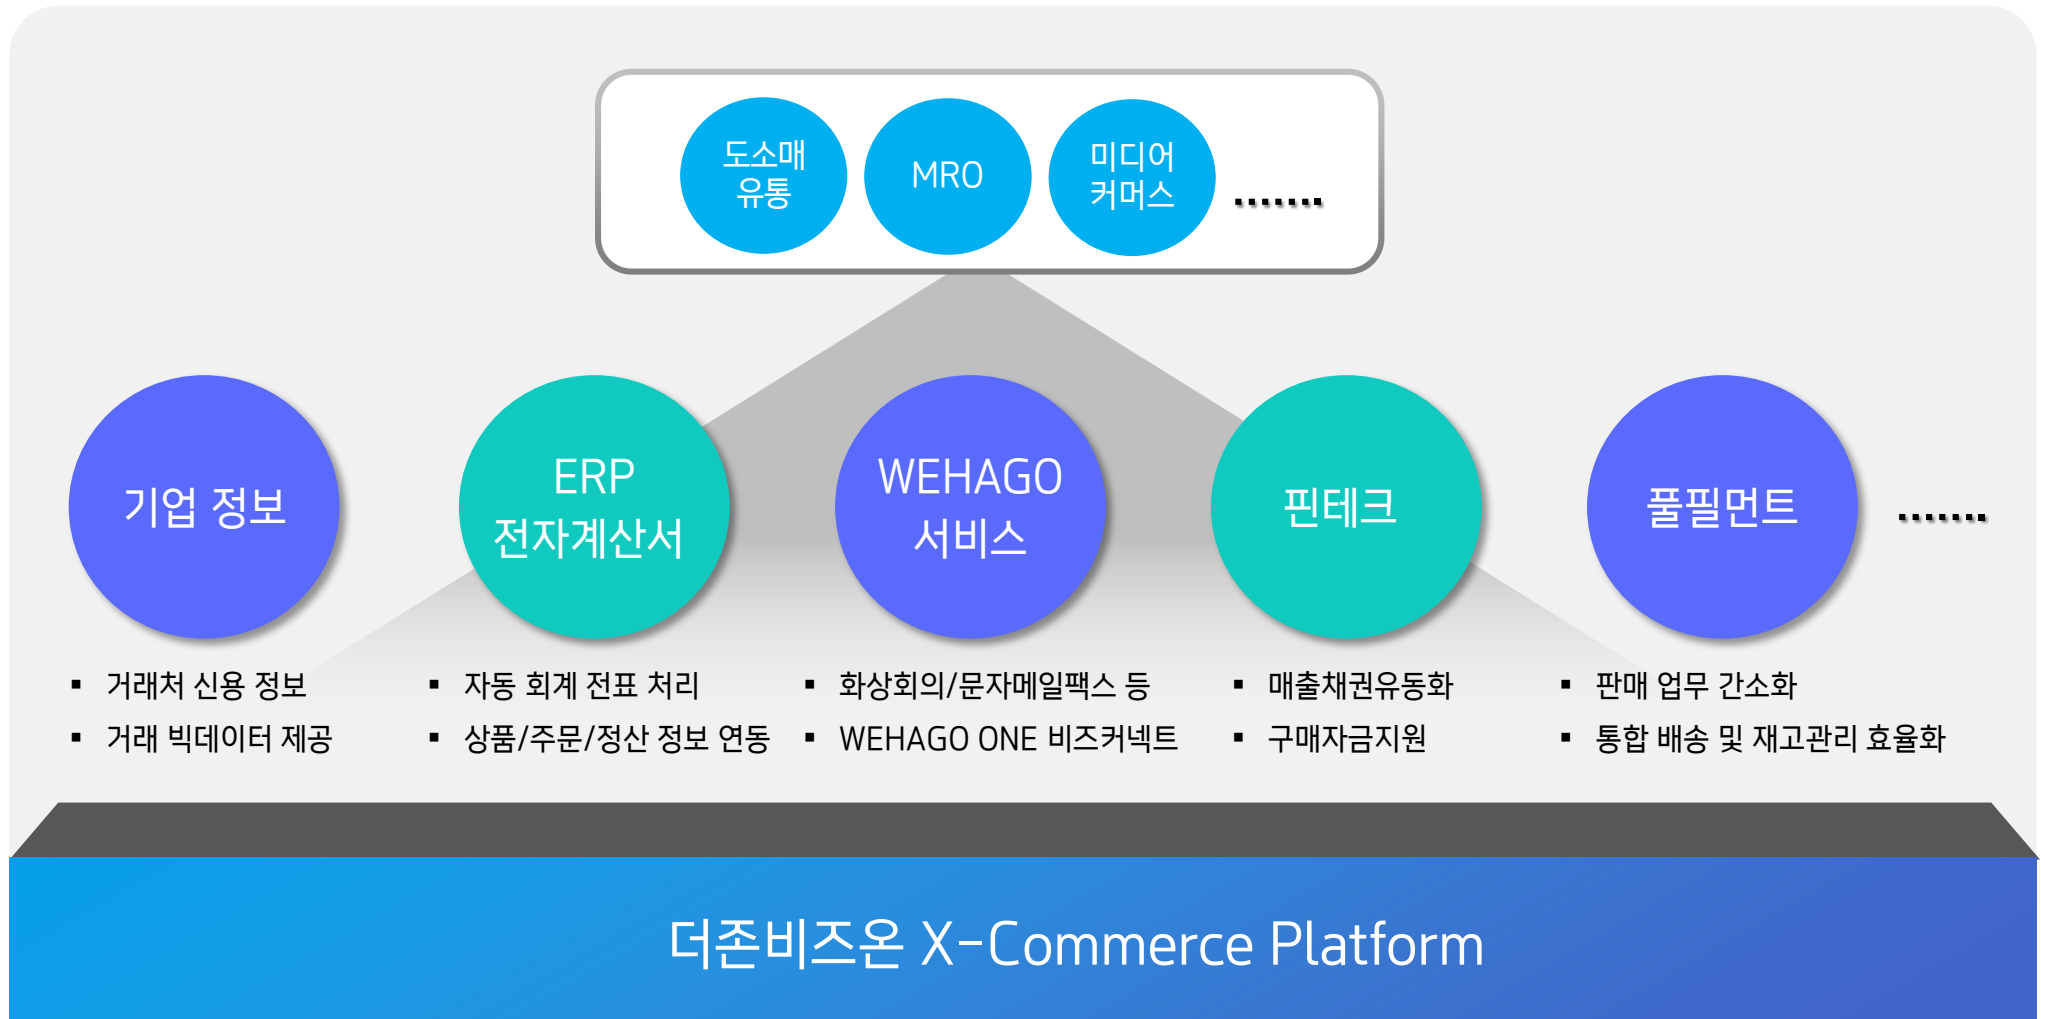 도소매
유통
MRO
미디어
커머스
.......
기업 정보
ERP
전자계산서
WEHAGO
서비스
핀테크
풀필먼트
.......
▪ 거래처 신용 정보
▪ 거래 빅데이터 제공
▪ 자동 회계 전표 처리
▪ 상품/주문/정산 정보 연동
▪ 화상회의/문자메일팩스 등
▪ WEHAGO ONE 비즈커넥트
▪ 매출채권유동화
▪ 구매자금지원
▪ 판매 업무 간소화
▪ 통합 배송 및 재고관리 효율화
더존비즈온 X-Commerce Platform